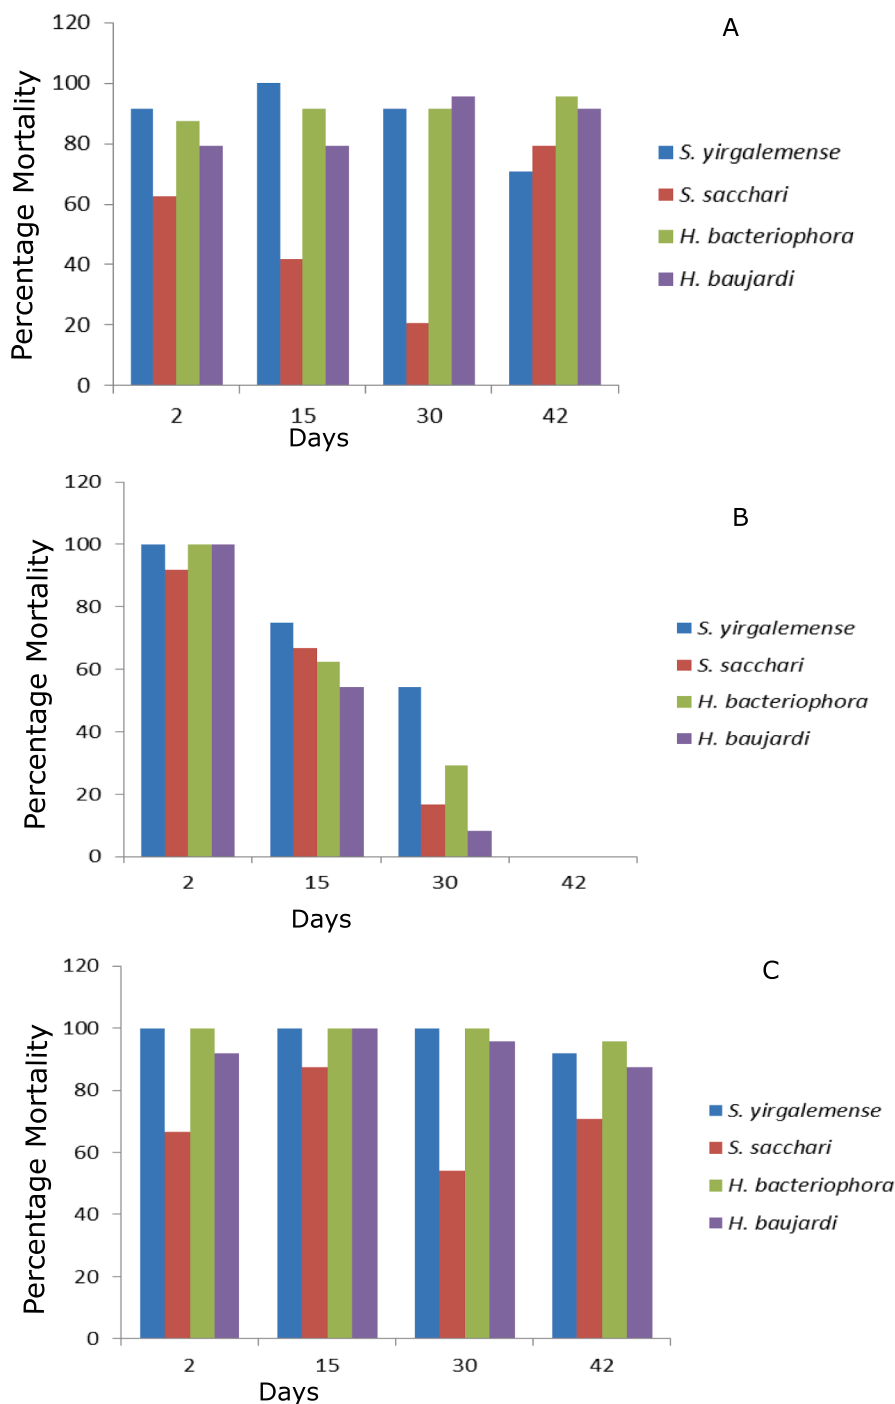 A
120
100
80
60
40
20
0
Percentage Mortality
2 15 30 42
Days
S. yirgalemense
S. sacchari
H. bacteriophora
H. baujardi
B
120
100
80
60
40
20
0
Percentage Mortality
2 15 30 42
Days
S. yirgalemense
S. sacchari
H. bacteriophora
H. baujardi
C
120
100
80
60
40
20
0
Percentage Mortality
2 15 30 42
Days
S. yirgalemense
S. sacchari
H. bacteriophora
H. baujardi